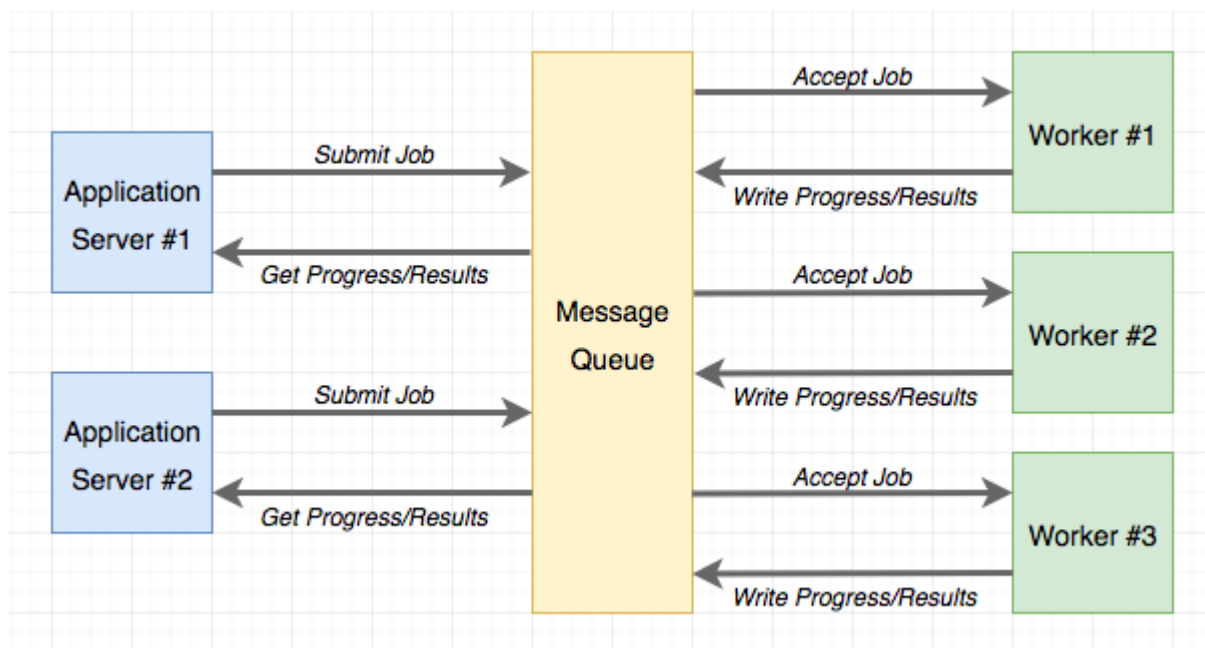 Application
Server #1
Submit Job
Get Progress/Results
Application
Server #2
Submit Job
Get Progress/Results
Message
Queue
Accept Job
Write Progress/Results
Worker #1
Accept Job
Write Progress/Results
Worker #2
Accept Job
Write Progress/Results
Worker #3